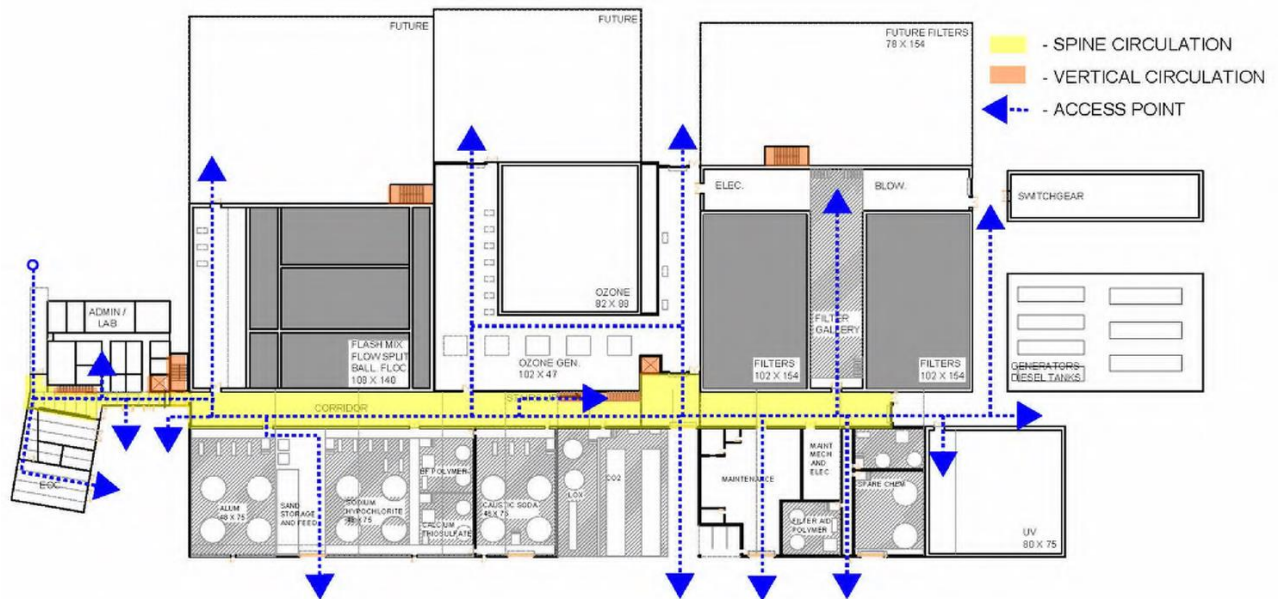 FUTURE
FUTURE
FUTURE FILTERS
78 X 154
- SPINE CIRCULATION
- VERTICAL CIRCULATION
- ACCESS POINT
ELEC.
BLOW.
SWITCHGEAR
ADMIN /
LAB
OZONE
82 X 88
FILTER
GALLERY
FLASH MIX
FLOW SPLIT
BALL. FLOC
109 X 140
OZONE GEN.
102 X 47
FILTERS
102 X 154
FILTERS
102 X 154
GENERATORS
DIESEL TANKS
CORRIDOR
EOC
ALUM
48 X 75
SAND
STORAGE
AND FEED
SODIUM
HYPOCHLORITE
BF POLYMER
CALCIUM
THIOSULFATE
CAUSTIC SODA
48 X 75
LOX
CO2
MAINTENANCE
MAINT
MECH
AND
ELEC
FILTER AID
POLYMER
SPARE CHEM
UV
80 X 75